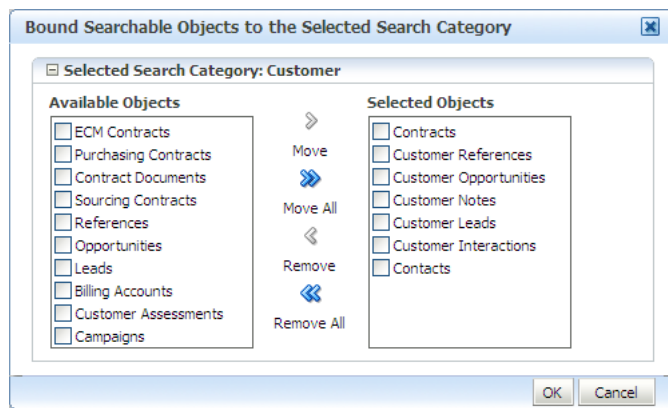 Bound Searchable Objects to the Selected Search Category
Selected Search Category: Customer
Available Objects
ECM Contracts
Purchasing Contracts
Contract Documents
Sourcing Contracts
References
Opportunities
Leads
Billing Accounts
Customer Assessments
Campaigns
Move
Move All
Remove
Remove All
Selected Objects
Contracts
Customer References
Customer Opportunities
Customer Notes
Customer Leads
Customer Interactions
Contacts
OK
Cancel